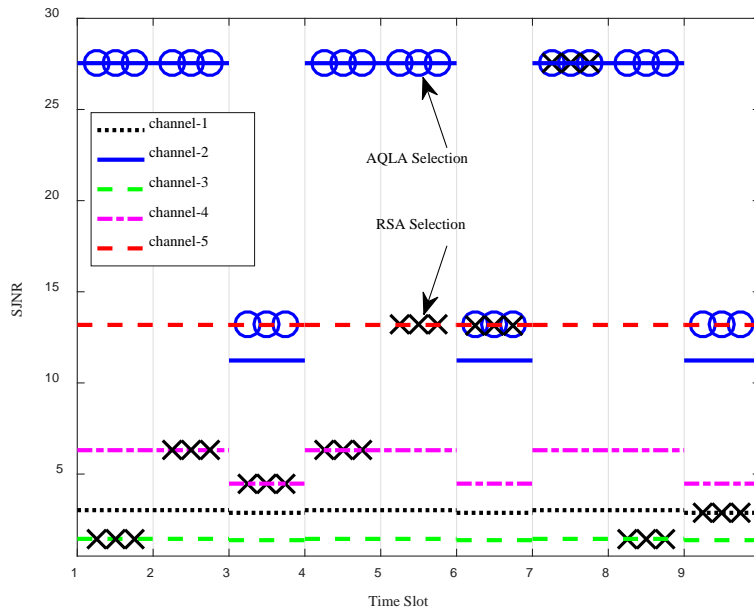 30
25
20
15
10
5
SJNR
channel-1
channel-2
channel-3
channel-4
channel-5
AQLA Selection
RSA Selection
1 2 3 4 5 6 7 8 9
Time Slot